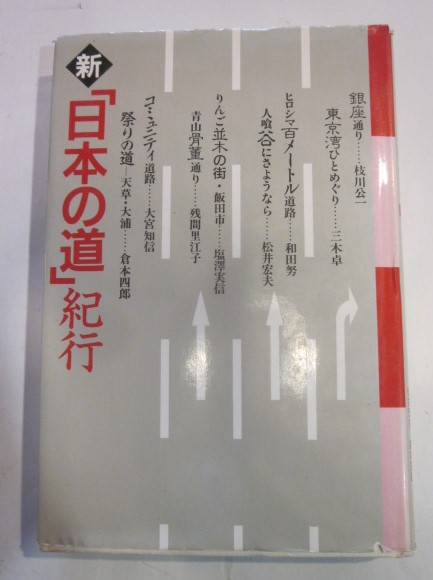 銀座通り……枝川公一
東京湾ひとめぐり……三木卓
ヒロシマ百メートル道路……和田努
人喰谷にさようなら……松井宏夫
りんご並木の街・飯田市……塩澤実信
青山骨董通り……残間里江子
コミュニティ道路……大宮知信
祭りの道 天草・大浦……倉本四郎
新「日本の道」紀行